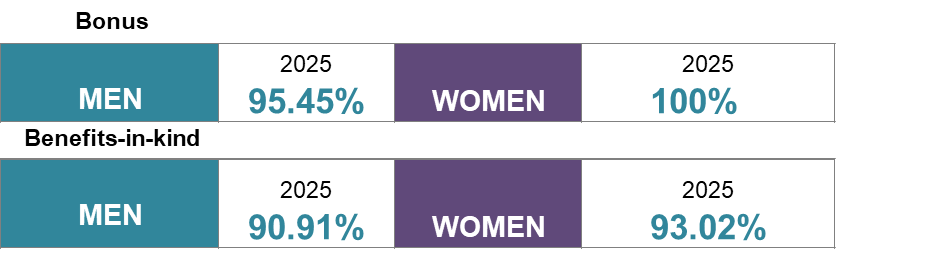 Bonus
MEN
2025
95.45%
WOMEN
2025
100%
Benefits-in-kind
MEN
2025
90.91%
WOMEN
2025
93.02%